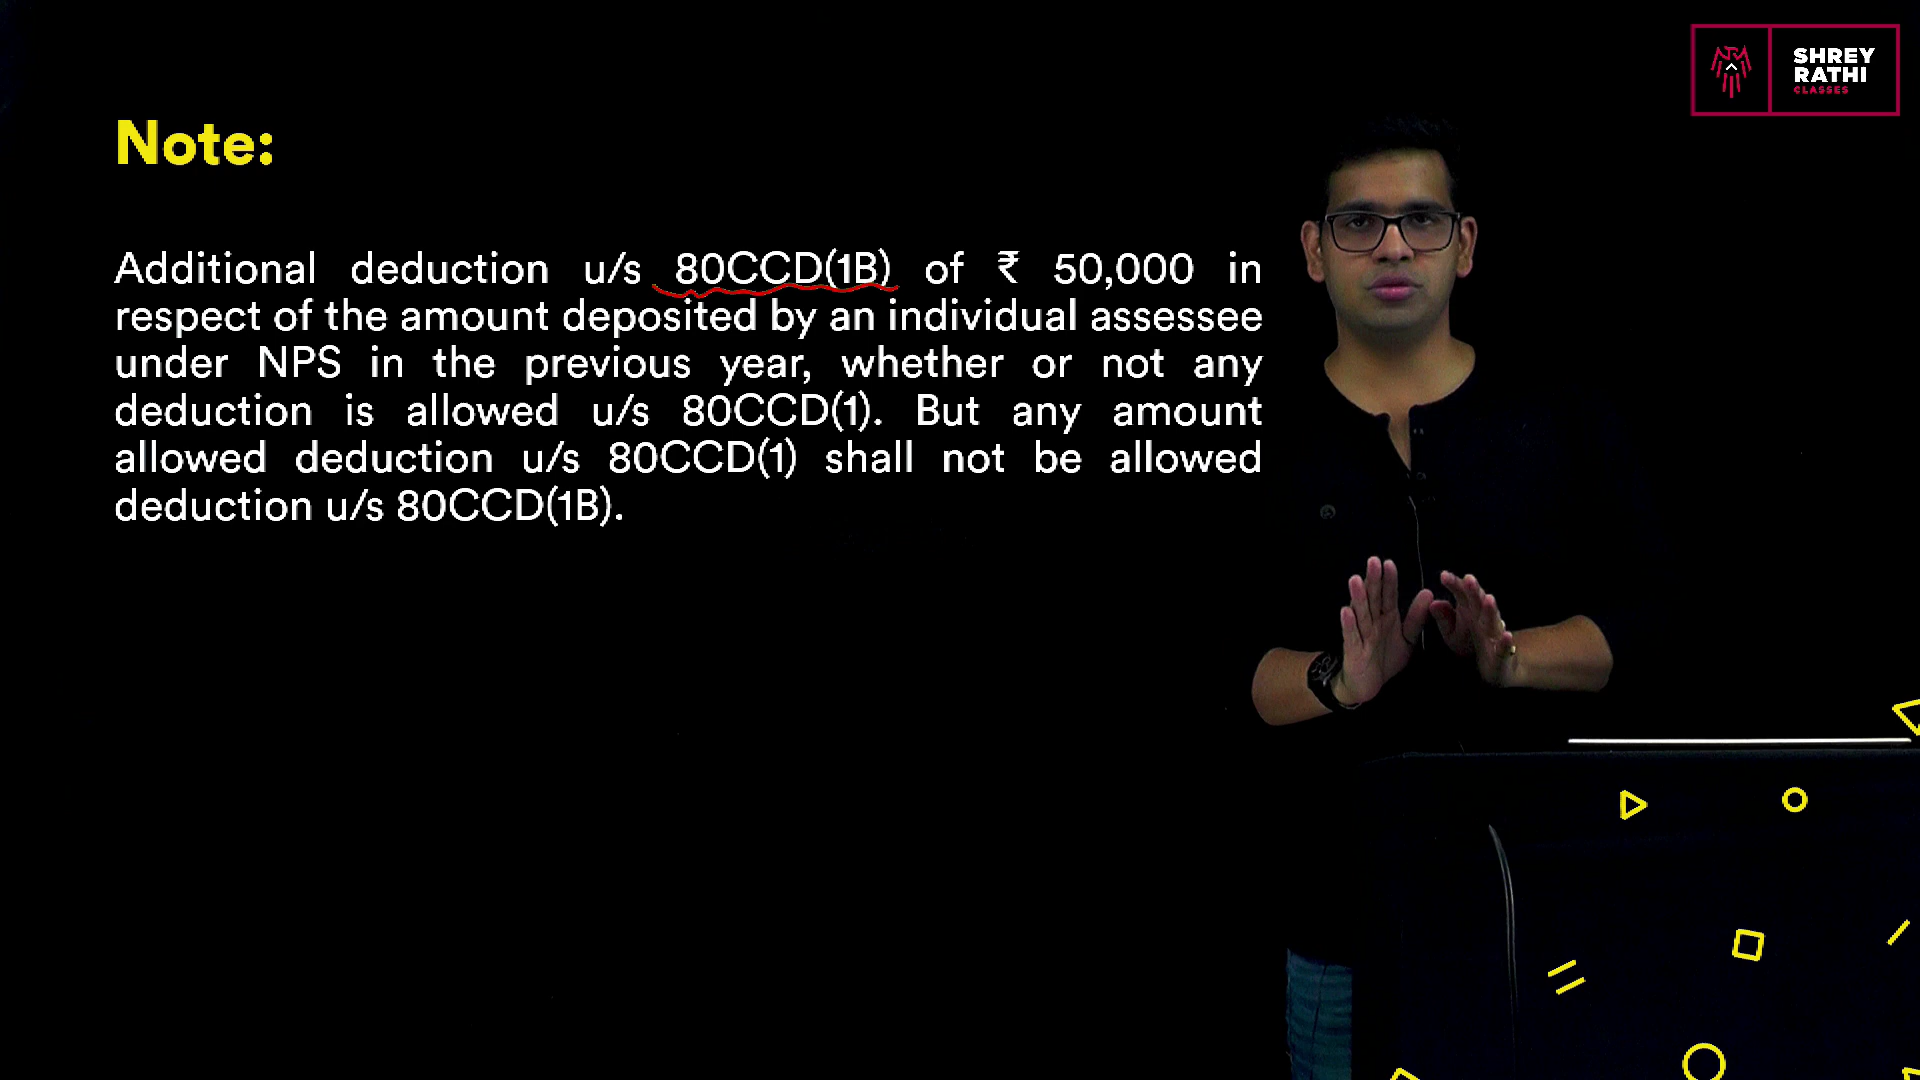 SHREY
RATHI
CLASSES
Note:
Additional deduction u/s 80CCD(1B) of ₹ 50,000 in
respect of the amount deposited by an individual assessee
under NPS in the previous year, whether or not any
deduction is allowed u/s 80CCD(1). But any amount
allowed deduction u/s 80CCD(1) shall not be allowed
deduction u/s 80CCD(1B).